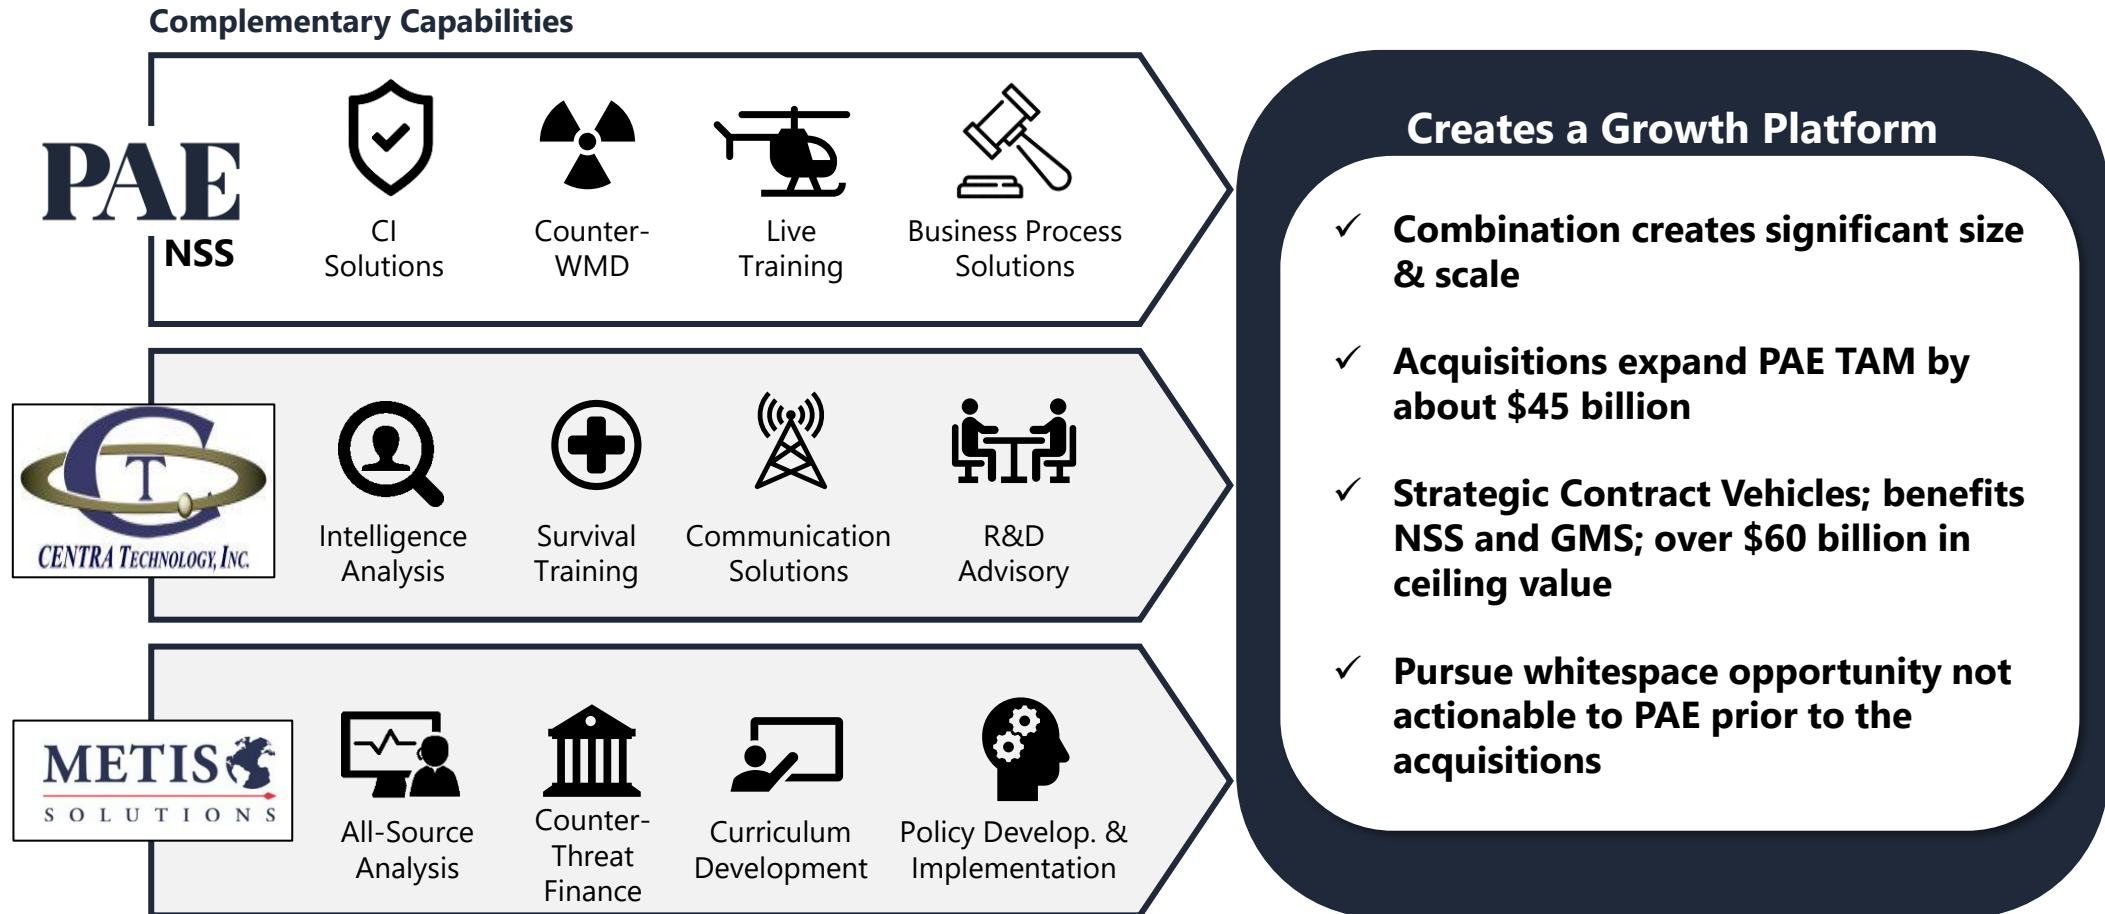 Complementary Capabilities
PAE
NSS
CI
Solutions
Counter-
WMD
Live
Training
Business Process
Solutions
CT
CENTRA TECHNOLOGY, INC.
Intelligence
Analysis
Survival
Training
Communication
Solutions
R&D
Advisory
METIS
SOLUTIONS
All-Source
Analysis
Counter-
Threat
Finance
Curriculum
Development
Policy Develop. &
Implementation
Creates a Growth Platform
✓ Combination creates significant size
& scale
✓ Acquisitions expand PAE TAM by
about $45 billion
✓ Strategic Contract Vehicles; benefits
NSS and GMS; over $60 billion in
ceiling value
✓ Pursue whitespace opportunity not
actionable to PAE prior to the
acquisitions